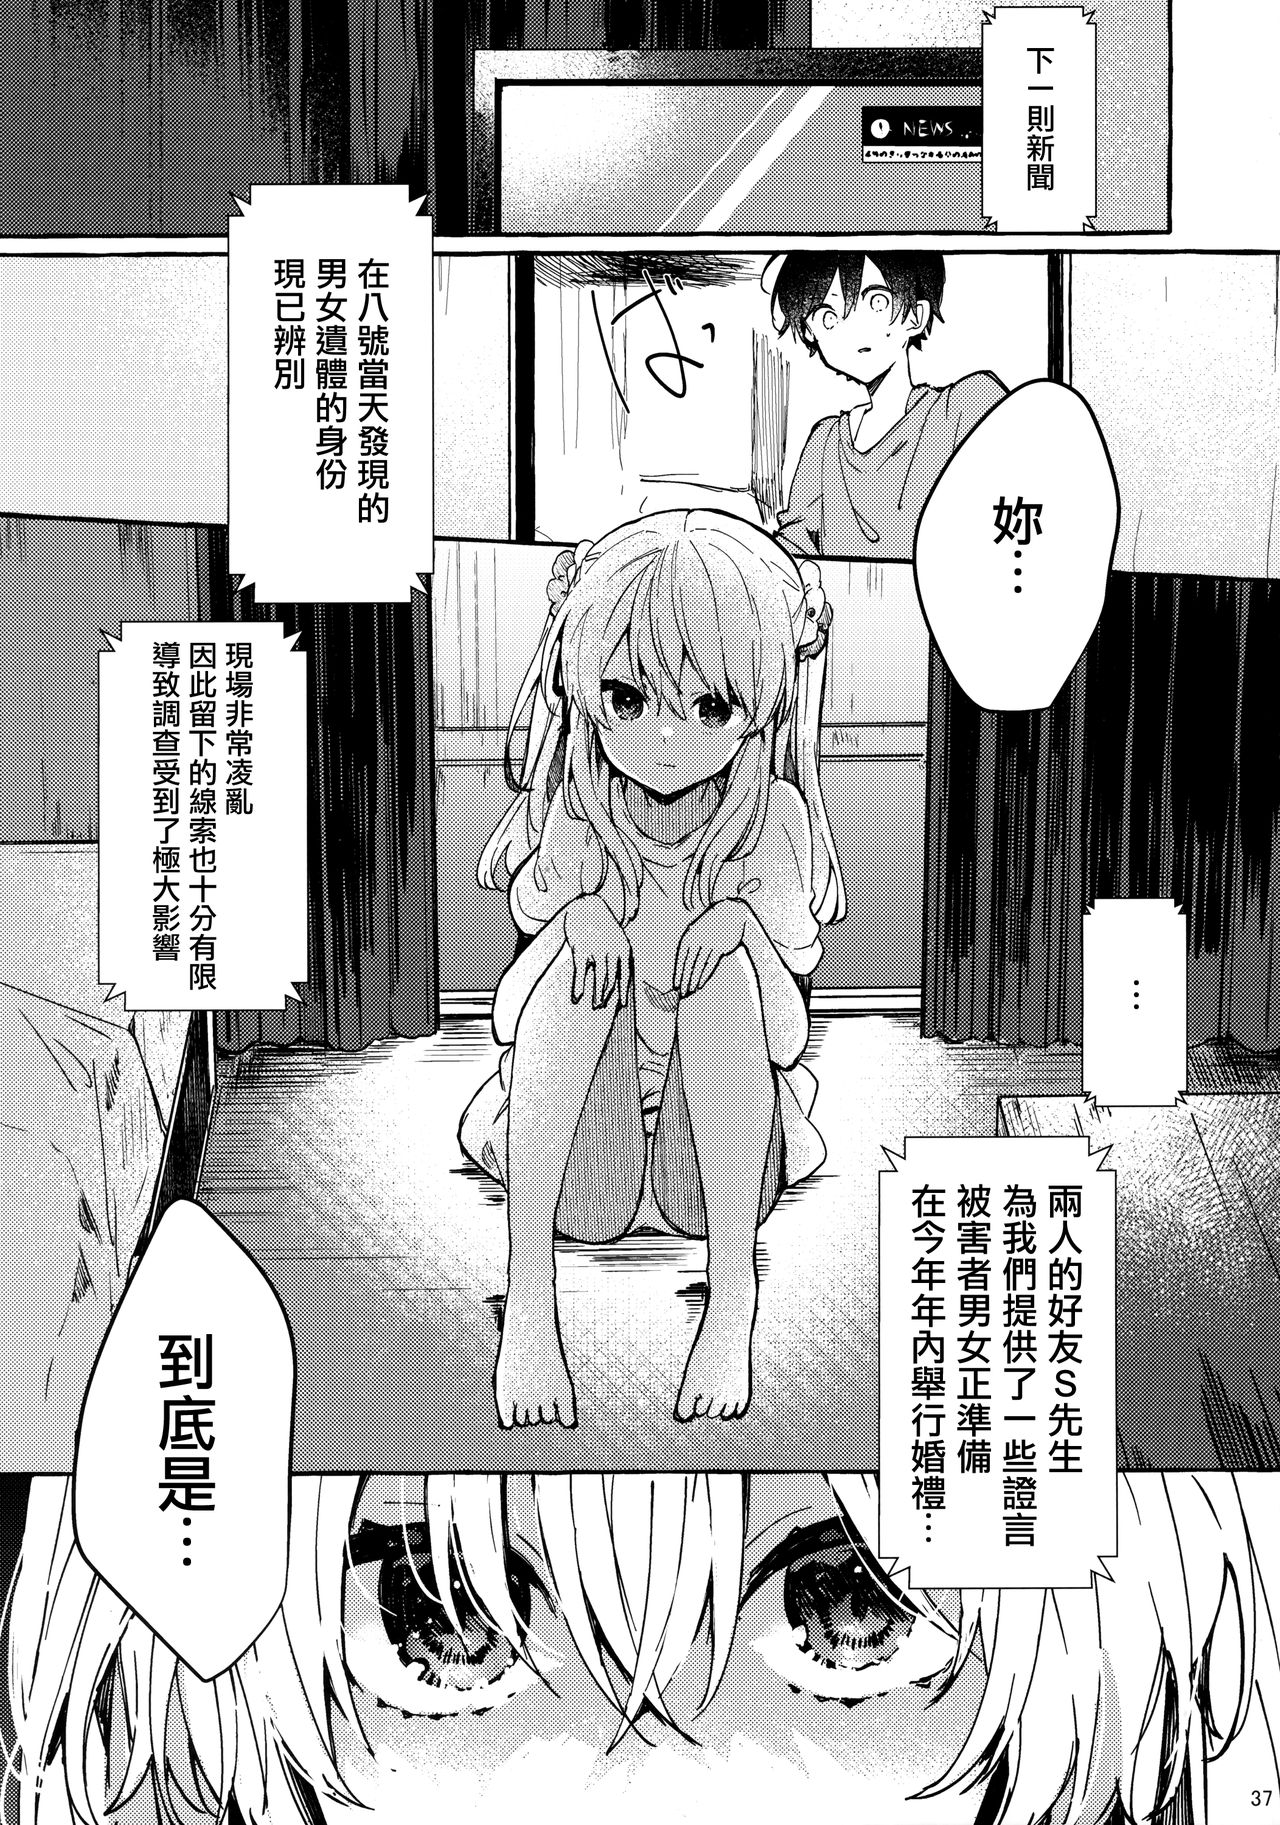 下一則新聞
NEWS
ばっ
妳…
在八號當天發現的
男女遺體的身份
現已辨別
現場非常凌亂
因此留下的線索也十分有限
導致調查受到了極大影響
…
兩人的好友S先生
為我們提供了一些證言
被害者男女正準備
在今年年內舉行婚禮…
到底是…
37